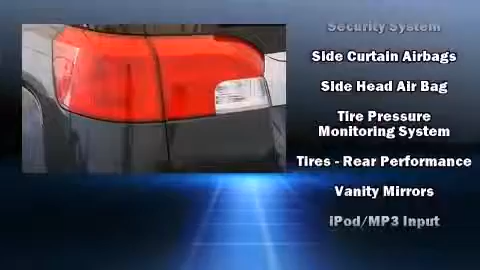 Security System
Side Curtain Airbags
Side Head Air Bag
Tire Pressure
Monitoring System
Tires - Rear Performance
Vanity Mirrors
iPod/MP3 Input